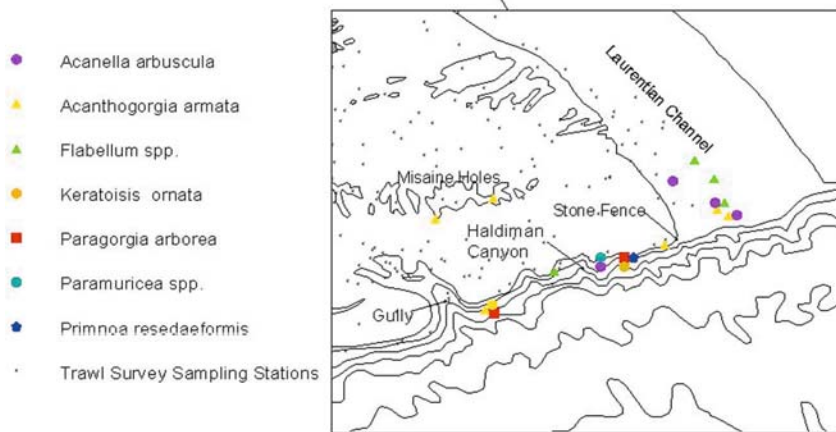 Acanella arbuscula
Acanthogorgia armata
Flabellum spp.
Keratoisis ornata
Paragorgia arborea
Paramuricea spp.
Primnoa resedaeformis
Trawl Survey Sampling Stations
Laurentian Channel
Misaine Holes
Stone Fence
Haldiman
Canyon
Gully